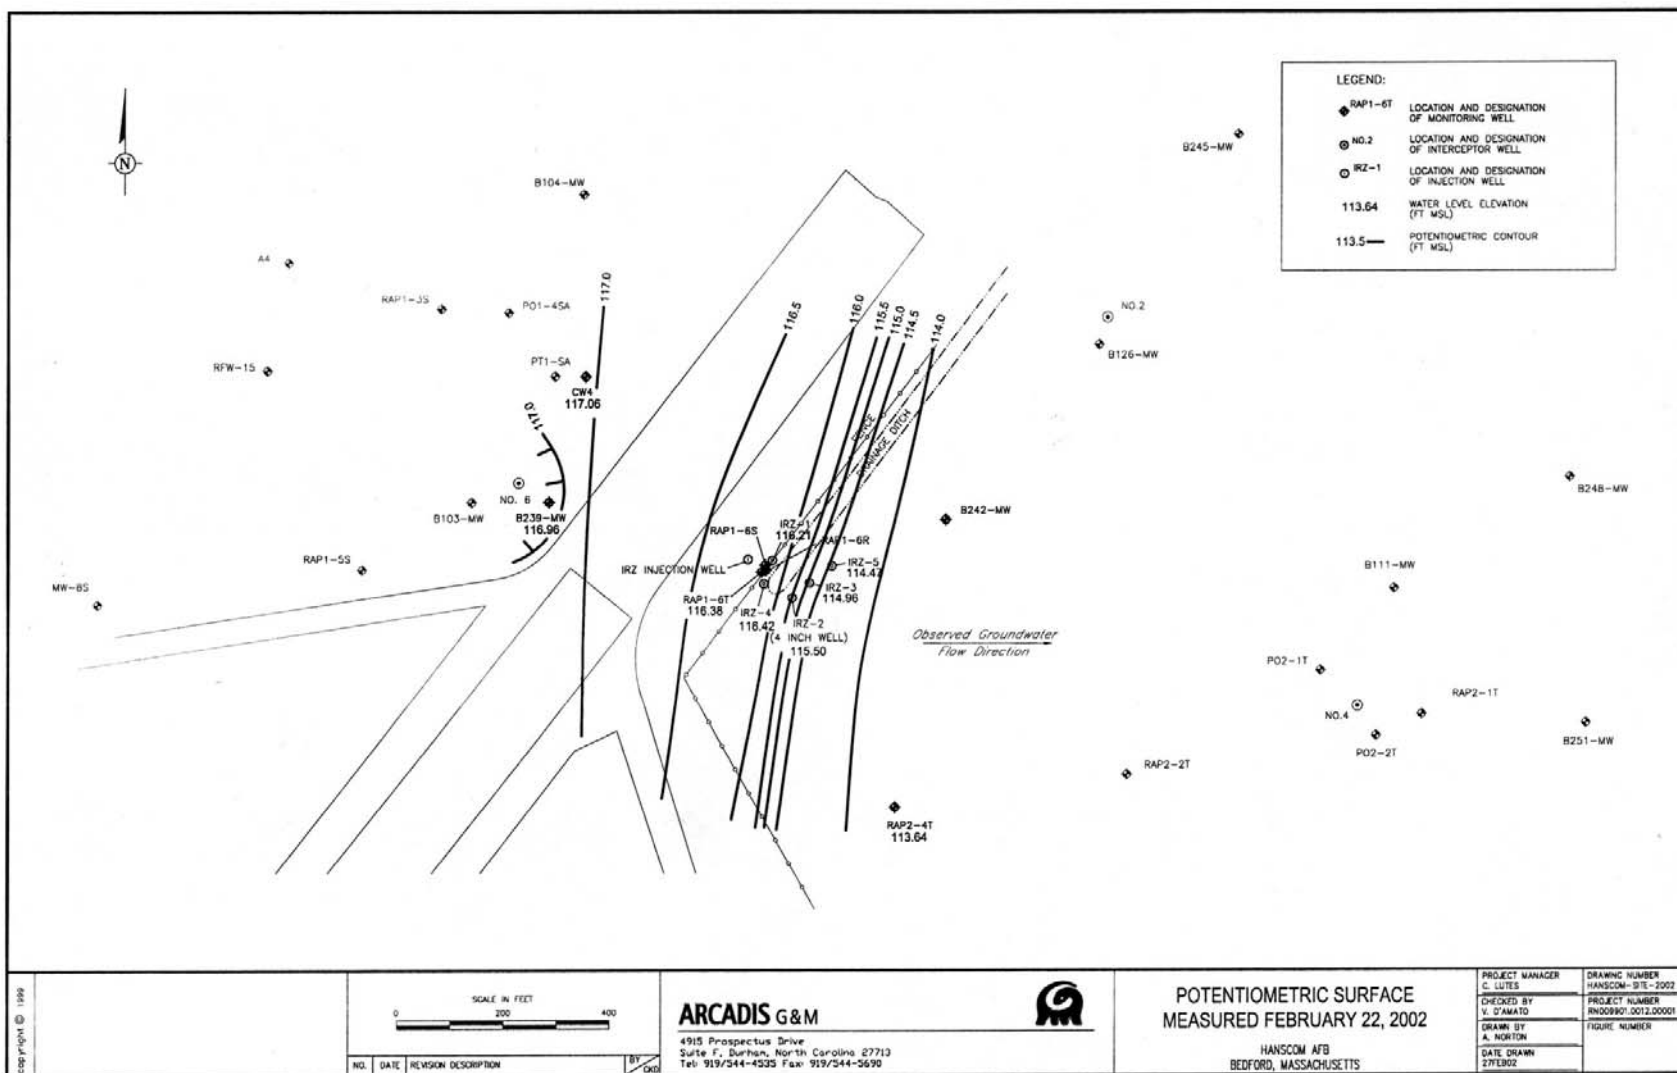 LEGEND:
RAP1-6T
LOCATION AND DESIGNATION
OF MONITORING WELL
NO.2
LOCATION AND DESIGNATION
OF INTERCEPTOR WELL
IRZ-1
LOCATION AND DESIGNATION
OF INJECTION WELL
113.64
WATER LEVEL ELEVATION
(FT MSL)
113.5
POTENTIOMETRIC CONTOUR
(FT MSL)
N
B245-MW
B104-MW
A4
RAP1-3S
PO1-4SA
117.0
116.5
116.0
115.5
115.0
114.5
114.0
NO.2
B126-MW
RFW-15
PT1-SA
CW4
117.06
117.0
FENCE
DRAINAGE DITCH
B248-MW
NO. 6
B103-MW
B239-MW
116.96
B242-MW
RAP1-6S
IRZ-1
116.21
RAP1-6R
RAP1-5S
IRZ INJECTION WELL
IRZ-5
114.47
B111-MW
MW-8S
IRZ-3
114.96
RAP1-6T
116.38
IRZ-4
116.42
IRZ-2
(4 INCH WELL)
115.50
Observed Groundwater
Flow Direction
PO2-1T
RAP2-1T
NO.4
B251-MW
PO2-2T
RAP2-2T
RAP2-4T
113.64
copyright © 1999
SCALE IN FEET
0
200
400
NO.
DATE
REVISION DESCRIPTION
BY
CKD
ARCADIS G&M
4915 Prospectus Drive
Suite F, Durham, North Carolina 27713
Tel: 919/544-4535 Fax: 919/544-5690
POTENTIOMETRIC SURFACE
MEASURED FEBRUARY 22, 2002
HANSCOM AFB
BEDFORD, MASSACHUSETTS
PROJECT MANAGER
C. LUTES
DRAWING NUMBER
HANSCOM-SITE-2002
CHECKED BY
V. D'AMATO
PROJECT NUMBER
RN009901.0012.00001
DRAWN BY
A. NORTON
FIGURE NUMBER
DATE DRAWN
27FEB02